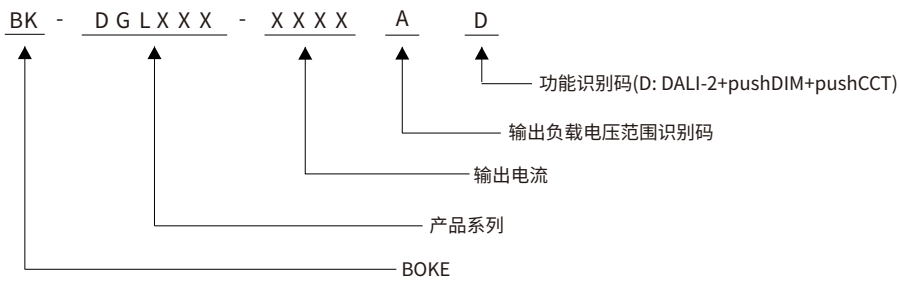 BK - DGLXXX - XXXX A D
功能识别码(D: DALI-2+pushDIM+pushCCT)
输出负载电压范围识别码
输出电流
产品系列
BOKE